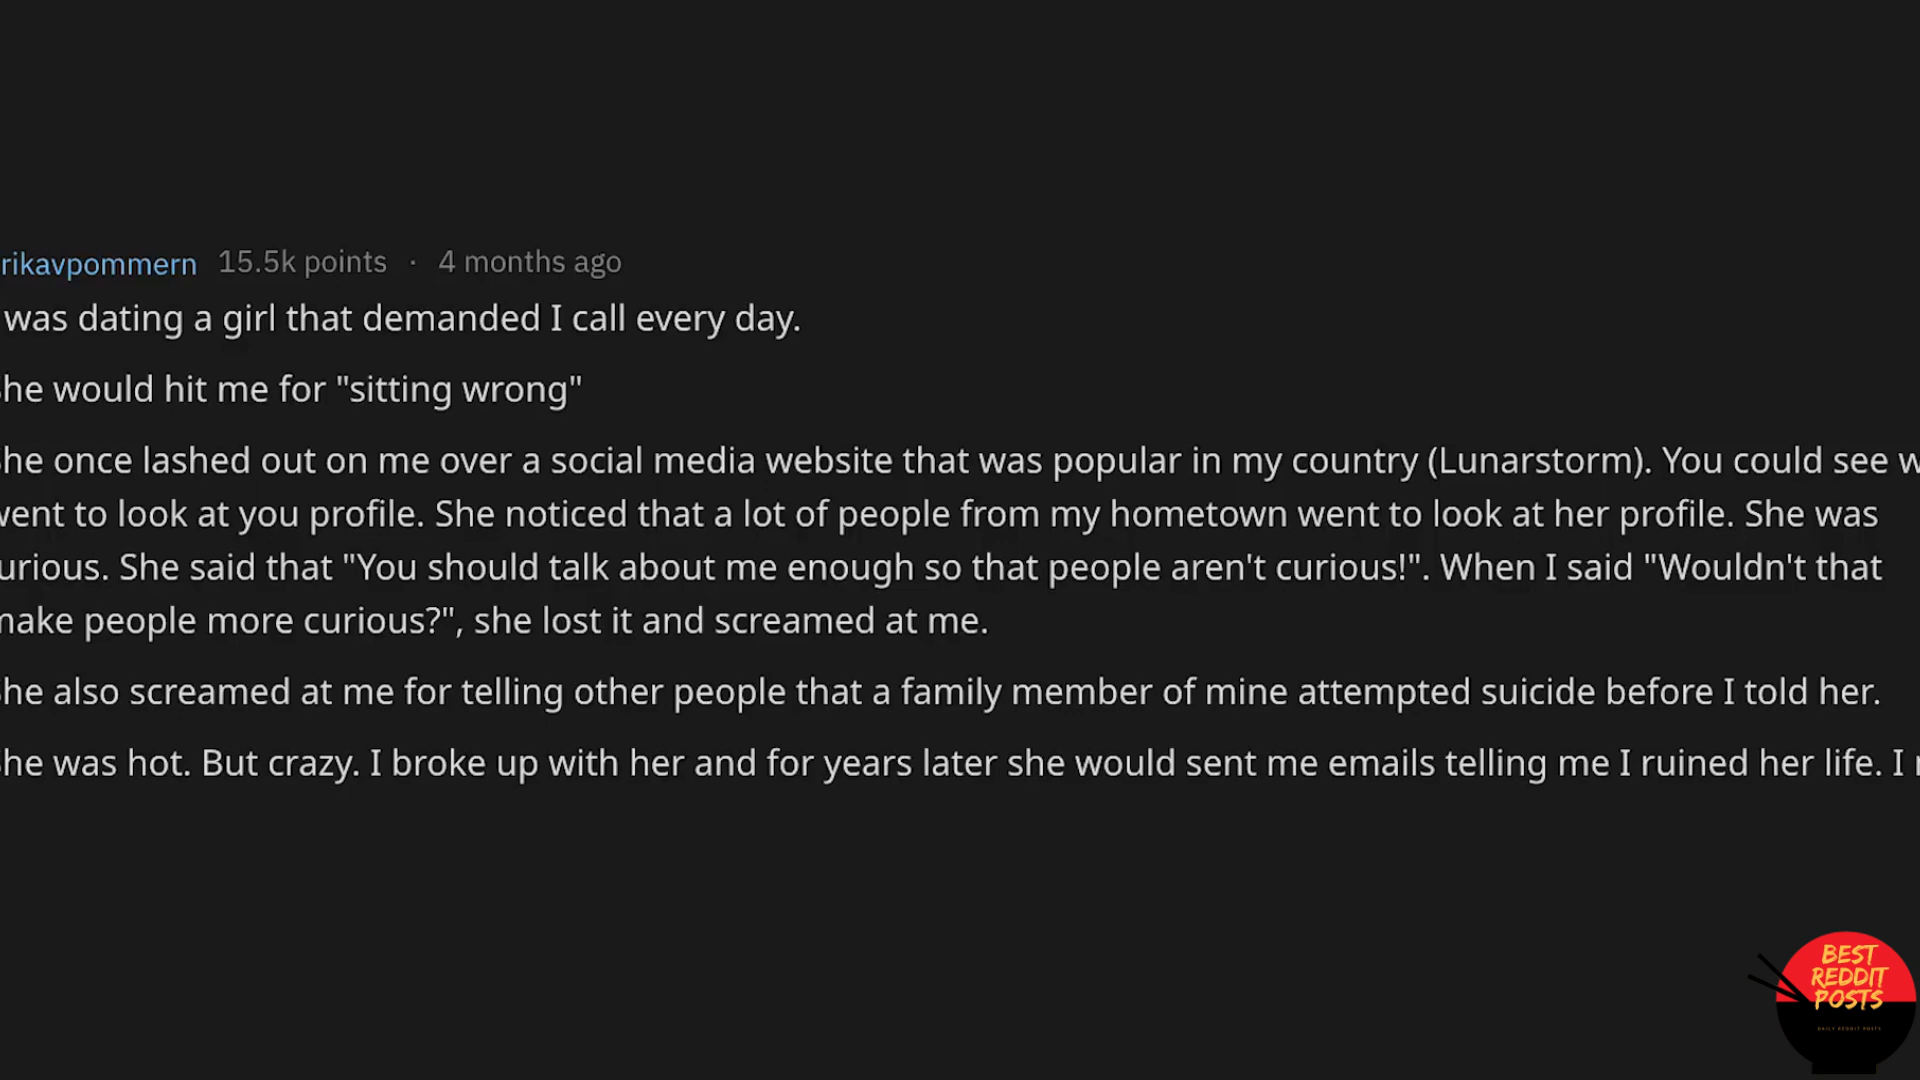 rikavpommern 15.5k points · 4 months ago
was dating a girl that demanded I call every day.
he would hit me for "sitting wrong"
he once lashed out on me over a social media website that was popular in my country (Lunarstorm). You could see w
went to look at you profile. She noticed that a lot of people from my hometown went to look at her profile. She was
urious. She said that "You should talk about me enough so that people aren't curious!". When I said "Wouldn't that
make people more curious?", she lost it and screamed at me.
he also screamed at me for telling other people that a family member of mine attempted suicide before I told her.
he was hot. But crazy. I broke up with her and for years later she would sent me emails telling me I ruined her life. I
BEST
REDDIT
POSTS
DAILY REDDIT POSTS